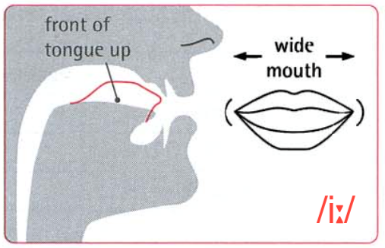 front of
tongue up
wide
mouth
/iː/